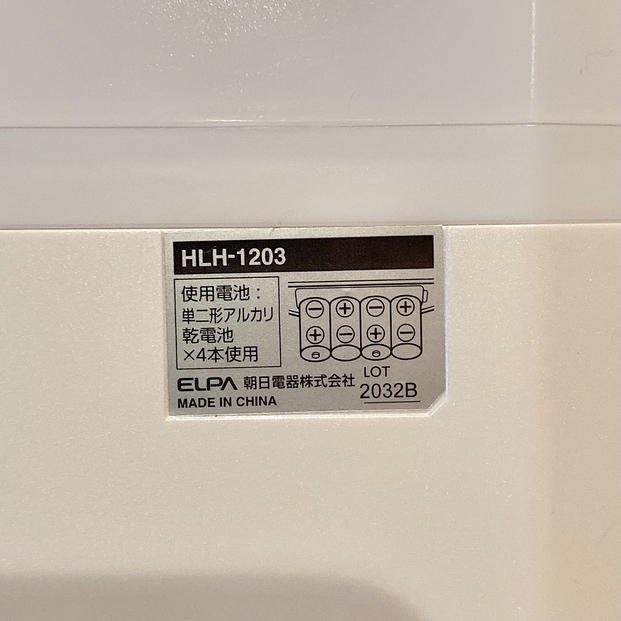 HLH-1203
使用電池：
単二形アルカリ
乾電池
×4本使用
− + − +
+ − + −
ELPA 朝日電器株式会社
MADE IN CHINA
LOT
2032B